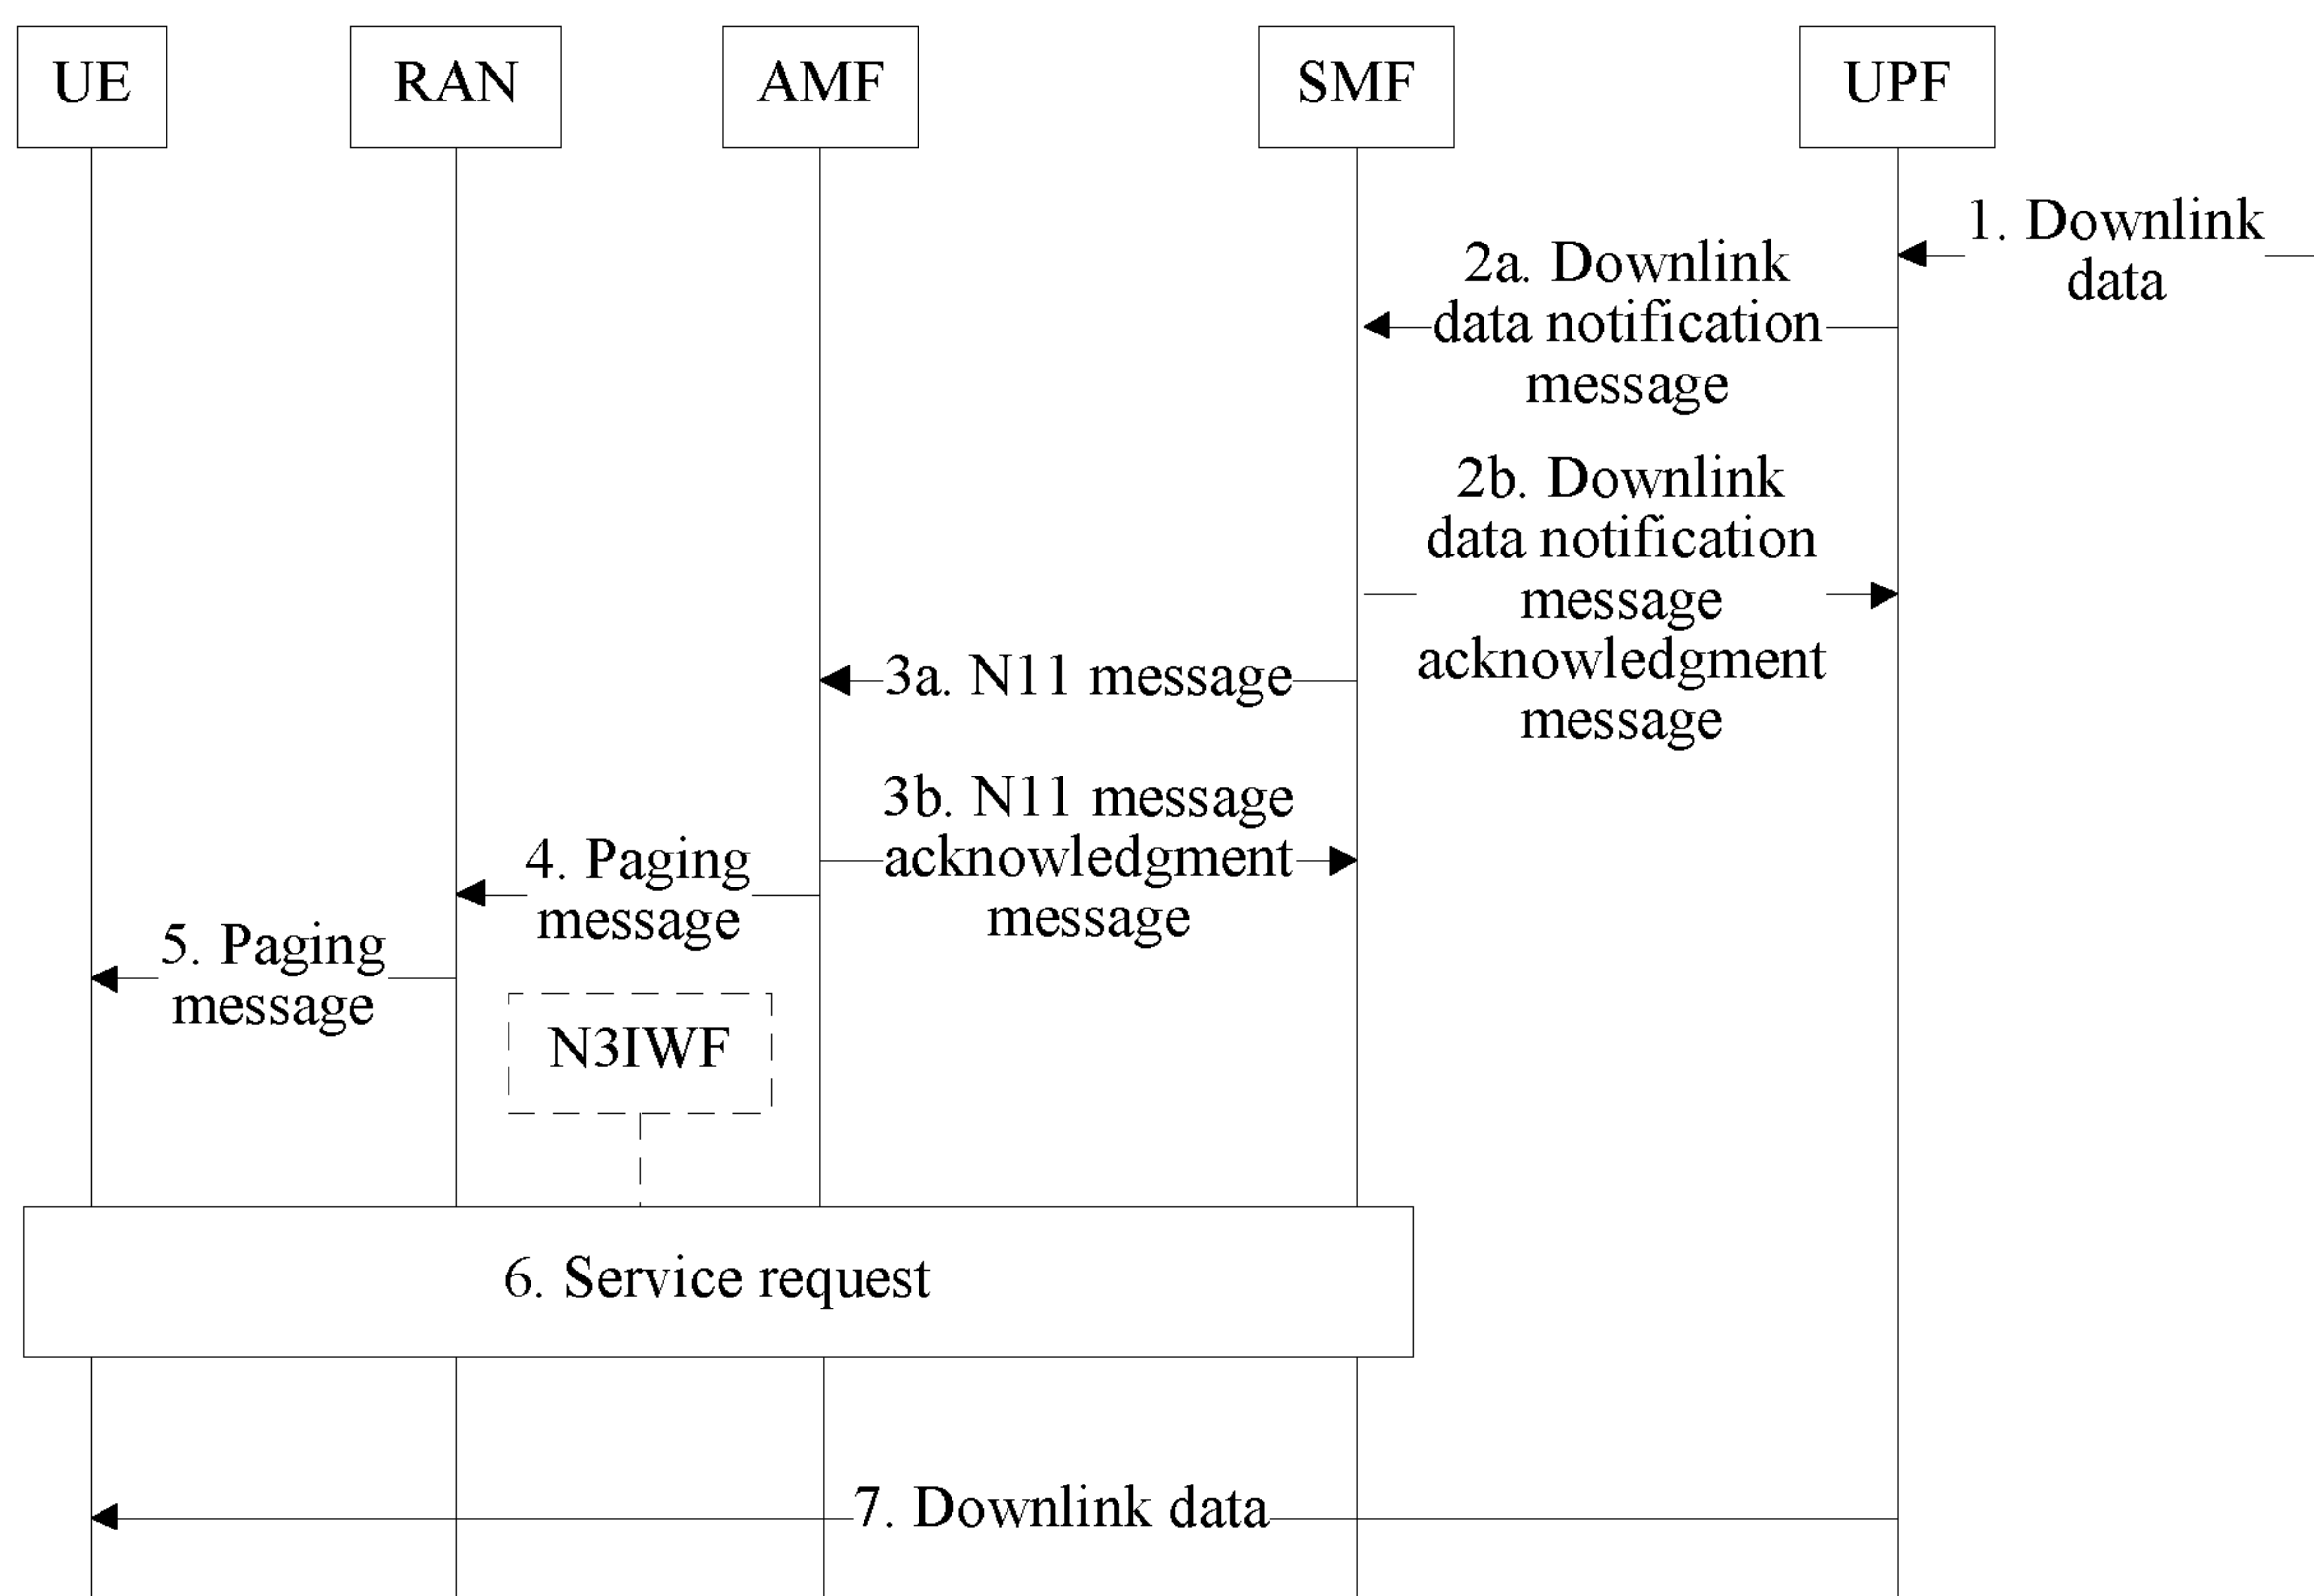 UE
RAN
AMF
SMF
UPF
1. Downlink
data
2a. Downlink
data notification
message
2b. Downlink
data notification
message
acknowledgment
message
3a. N11 message
3b. N11 message
acknowledgment
message
4. Paging
message
5. Paging
message
N3IWF
6. Service request
7. Downlink data